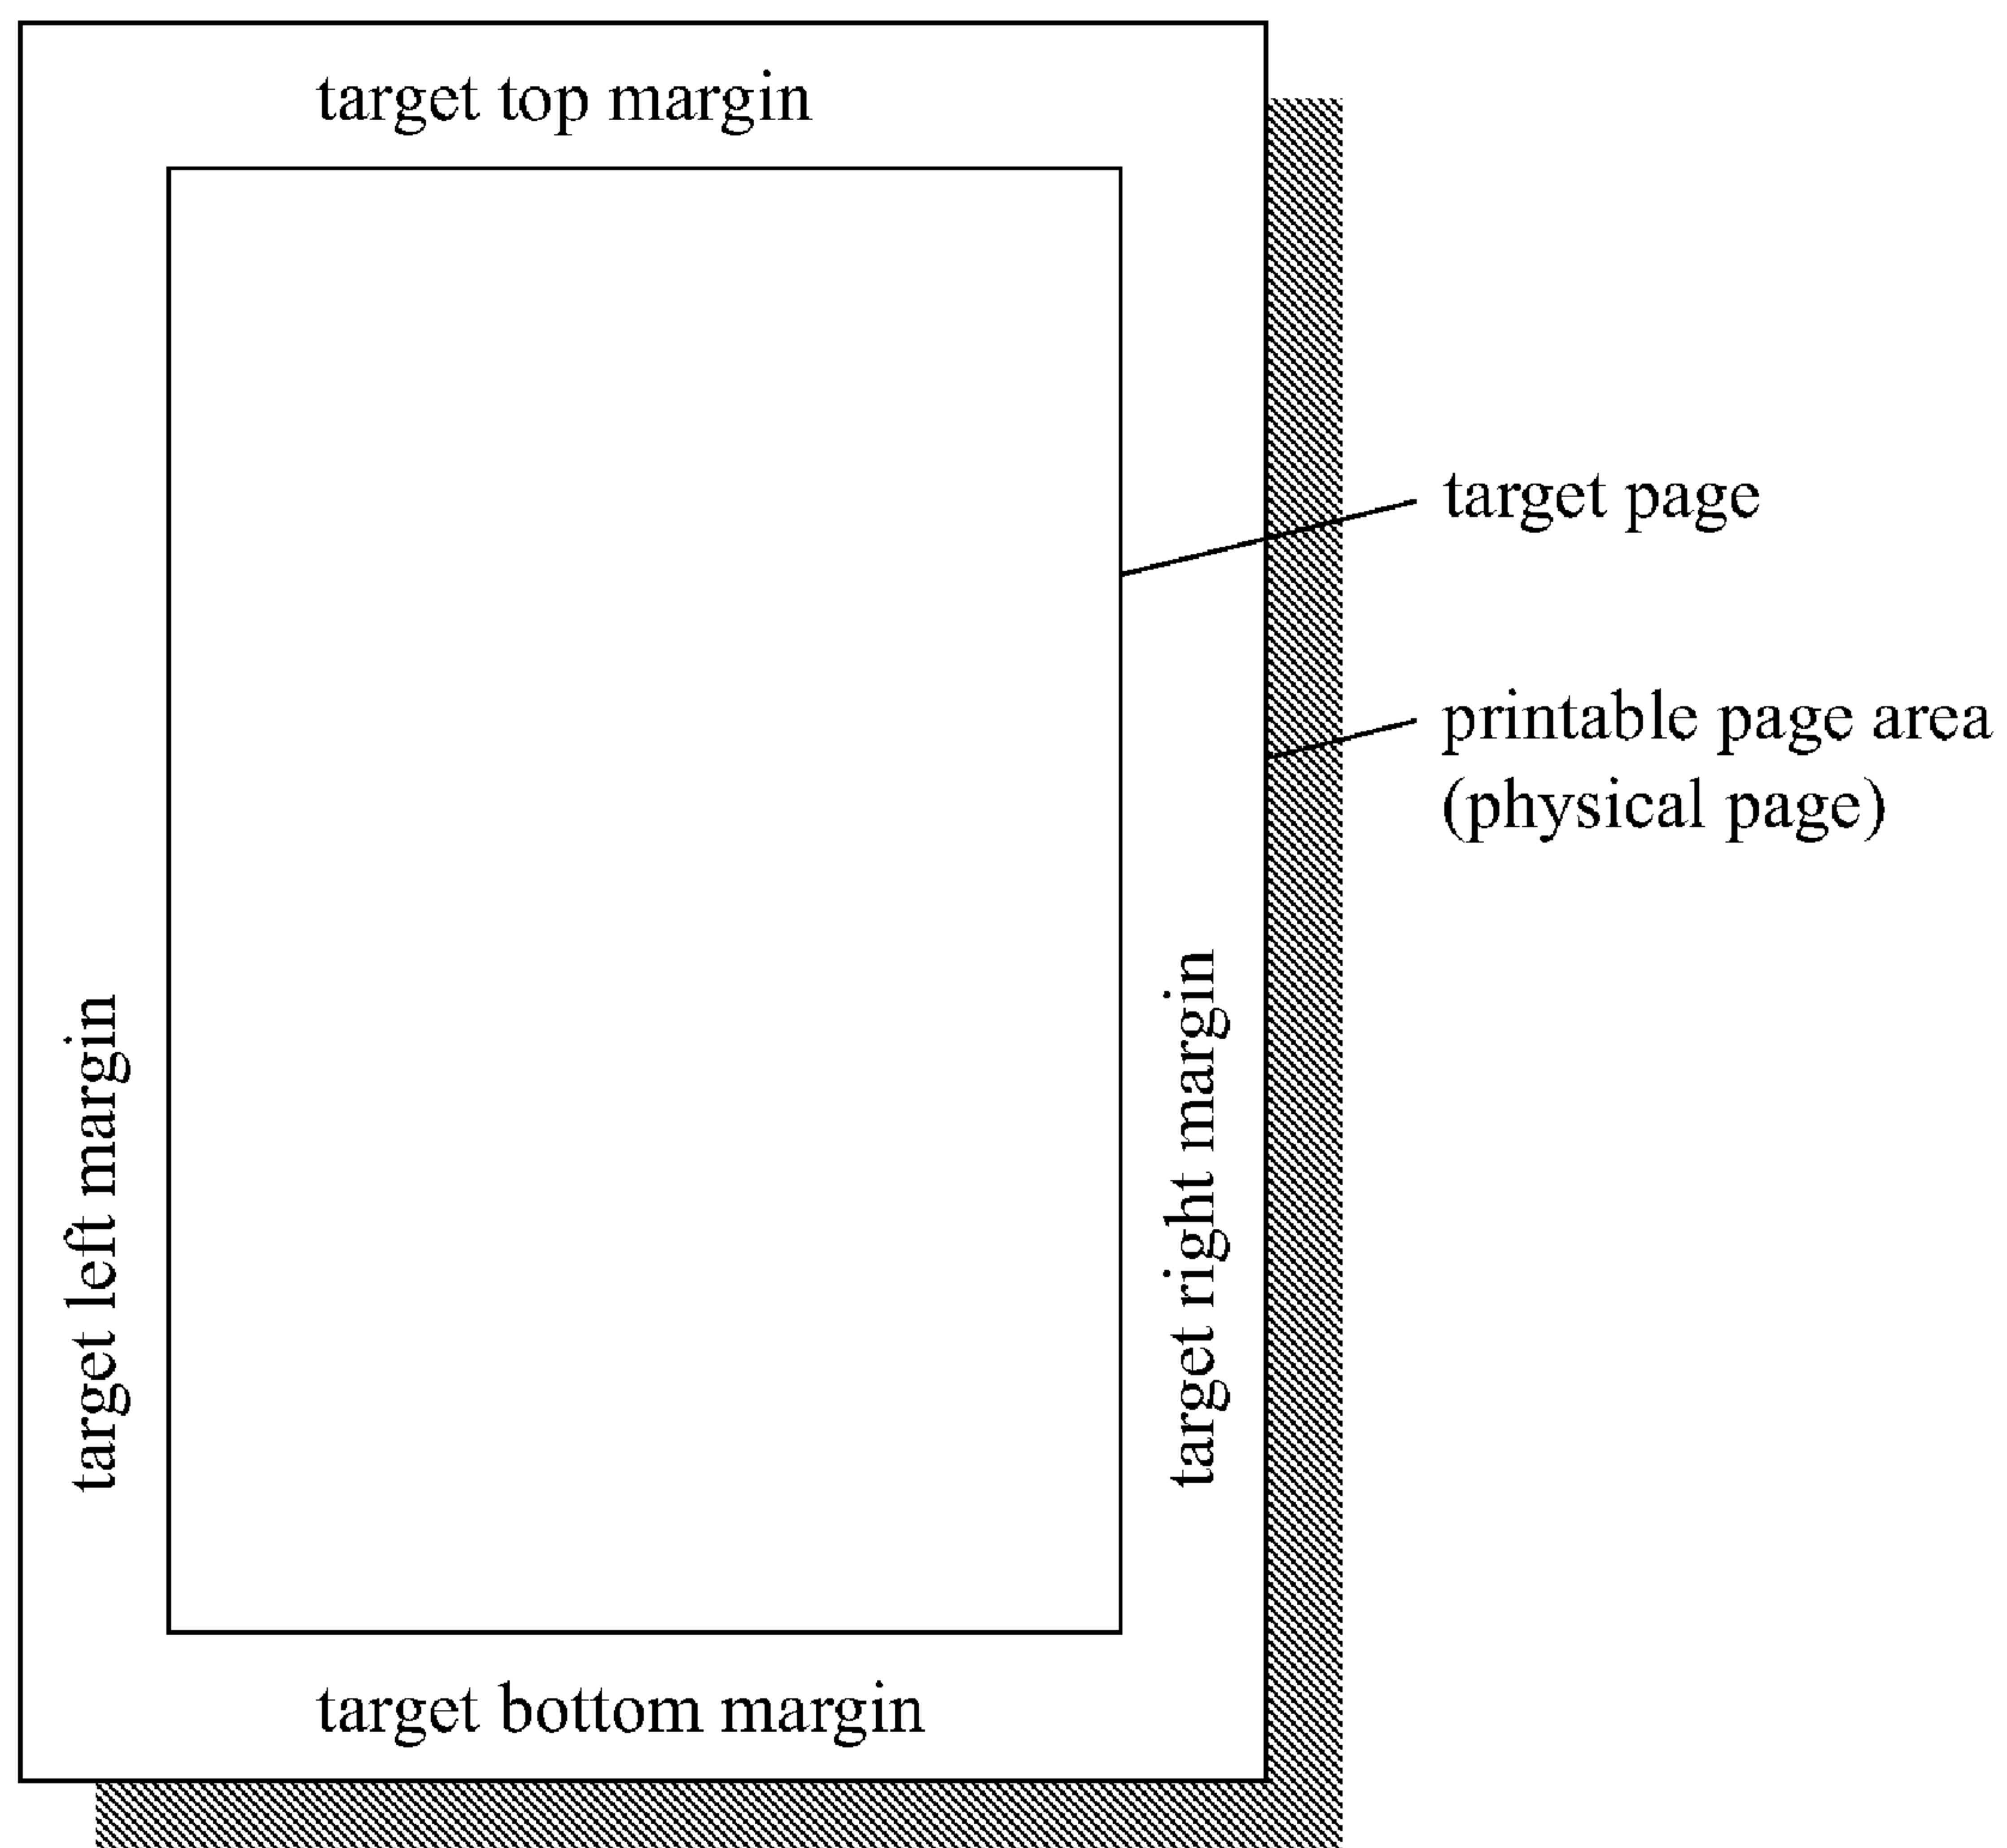 target top margin
target page
printable page area
(physical page)
target left margin
target right margin
target bottom margin